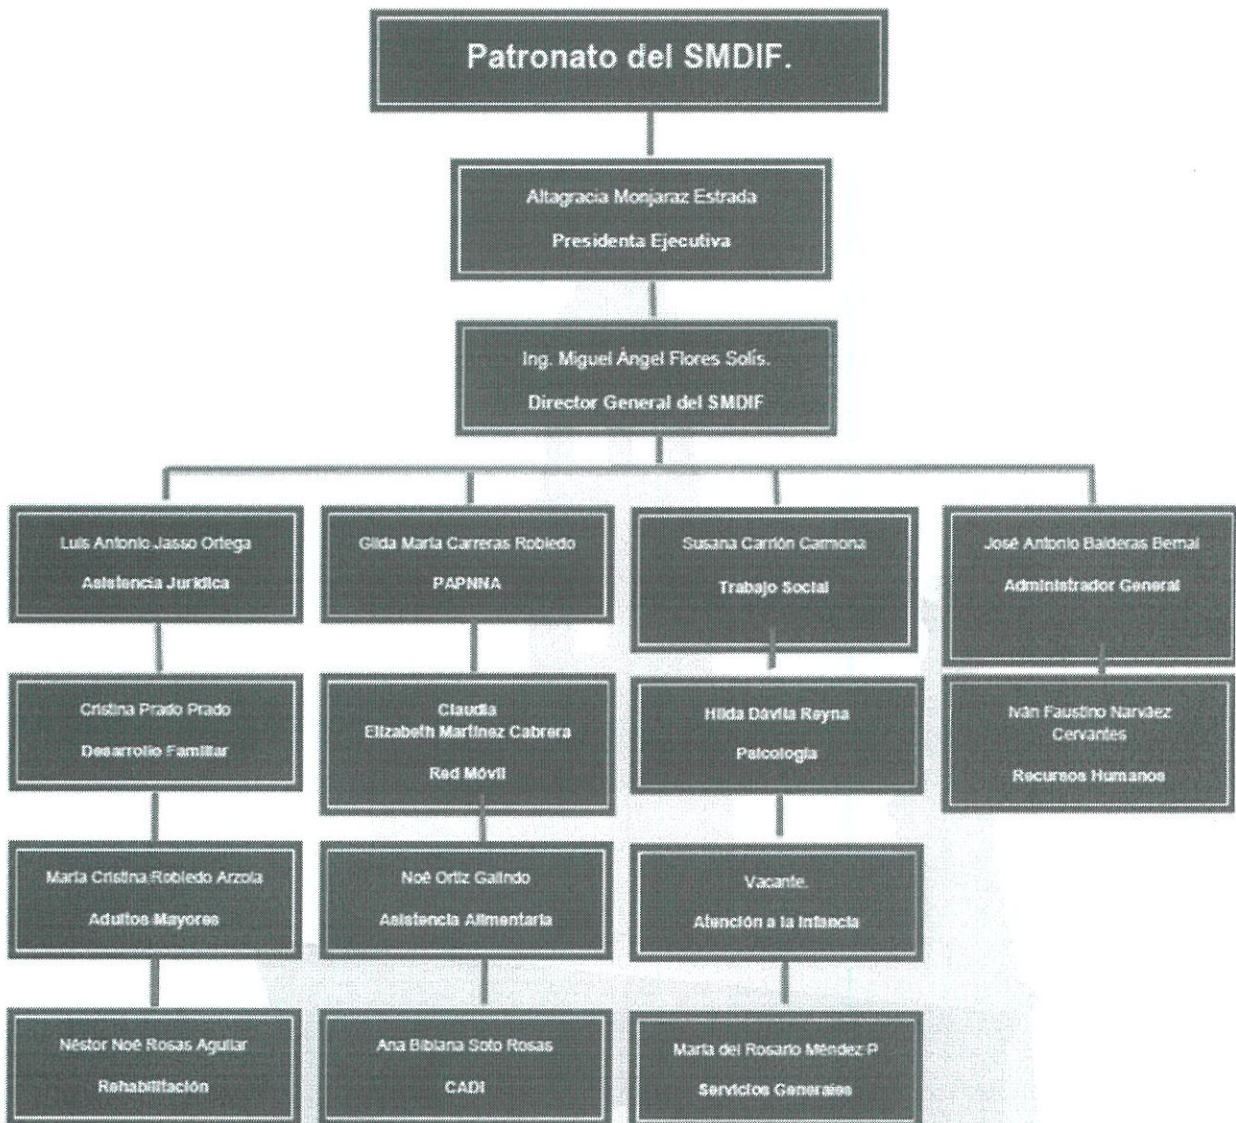 Patronato del SMDIF.
Altagracia Monjaraz Estrada
Presidenta Ejecutiva
Ing. Miguel Ángel Flores Solís.
Director General del SMDIF
Luis Antonio Jasso Ortega
Asistencia Jurídica
Gilda María Carreras Robledo
PAPNNA
Susana Carrión Carmona
Trabajo Social
José Antonio Balderas Bernal
Administrador General
Cristina Prado Prado
Desarrollo Familiar
Claudia
Elizabeth Martínez Cabrera
Red Móvil
Hilda Dávila Reyna
Psicología
Iván Faustino Narváez
Cervantes
Recursos Humanos
María Cristina Robledo Arzola
Adultos Mayores
Noé Ortiz Galindo
Asistencia Alimentaria
Vacante.
Atención a la Infancia
Néstor Noé Rosas Aguilar
Rehabilitación
Ana Bibiana Soto Rosas
CADI
María del Rosario Méndez P
Servicios Generales